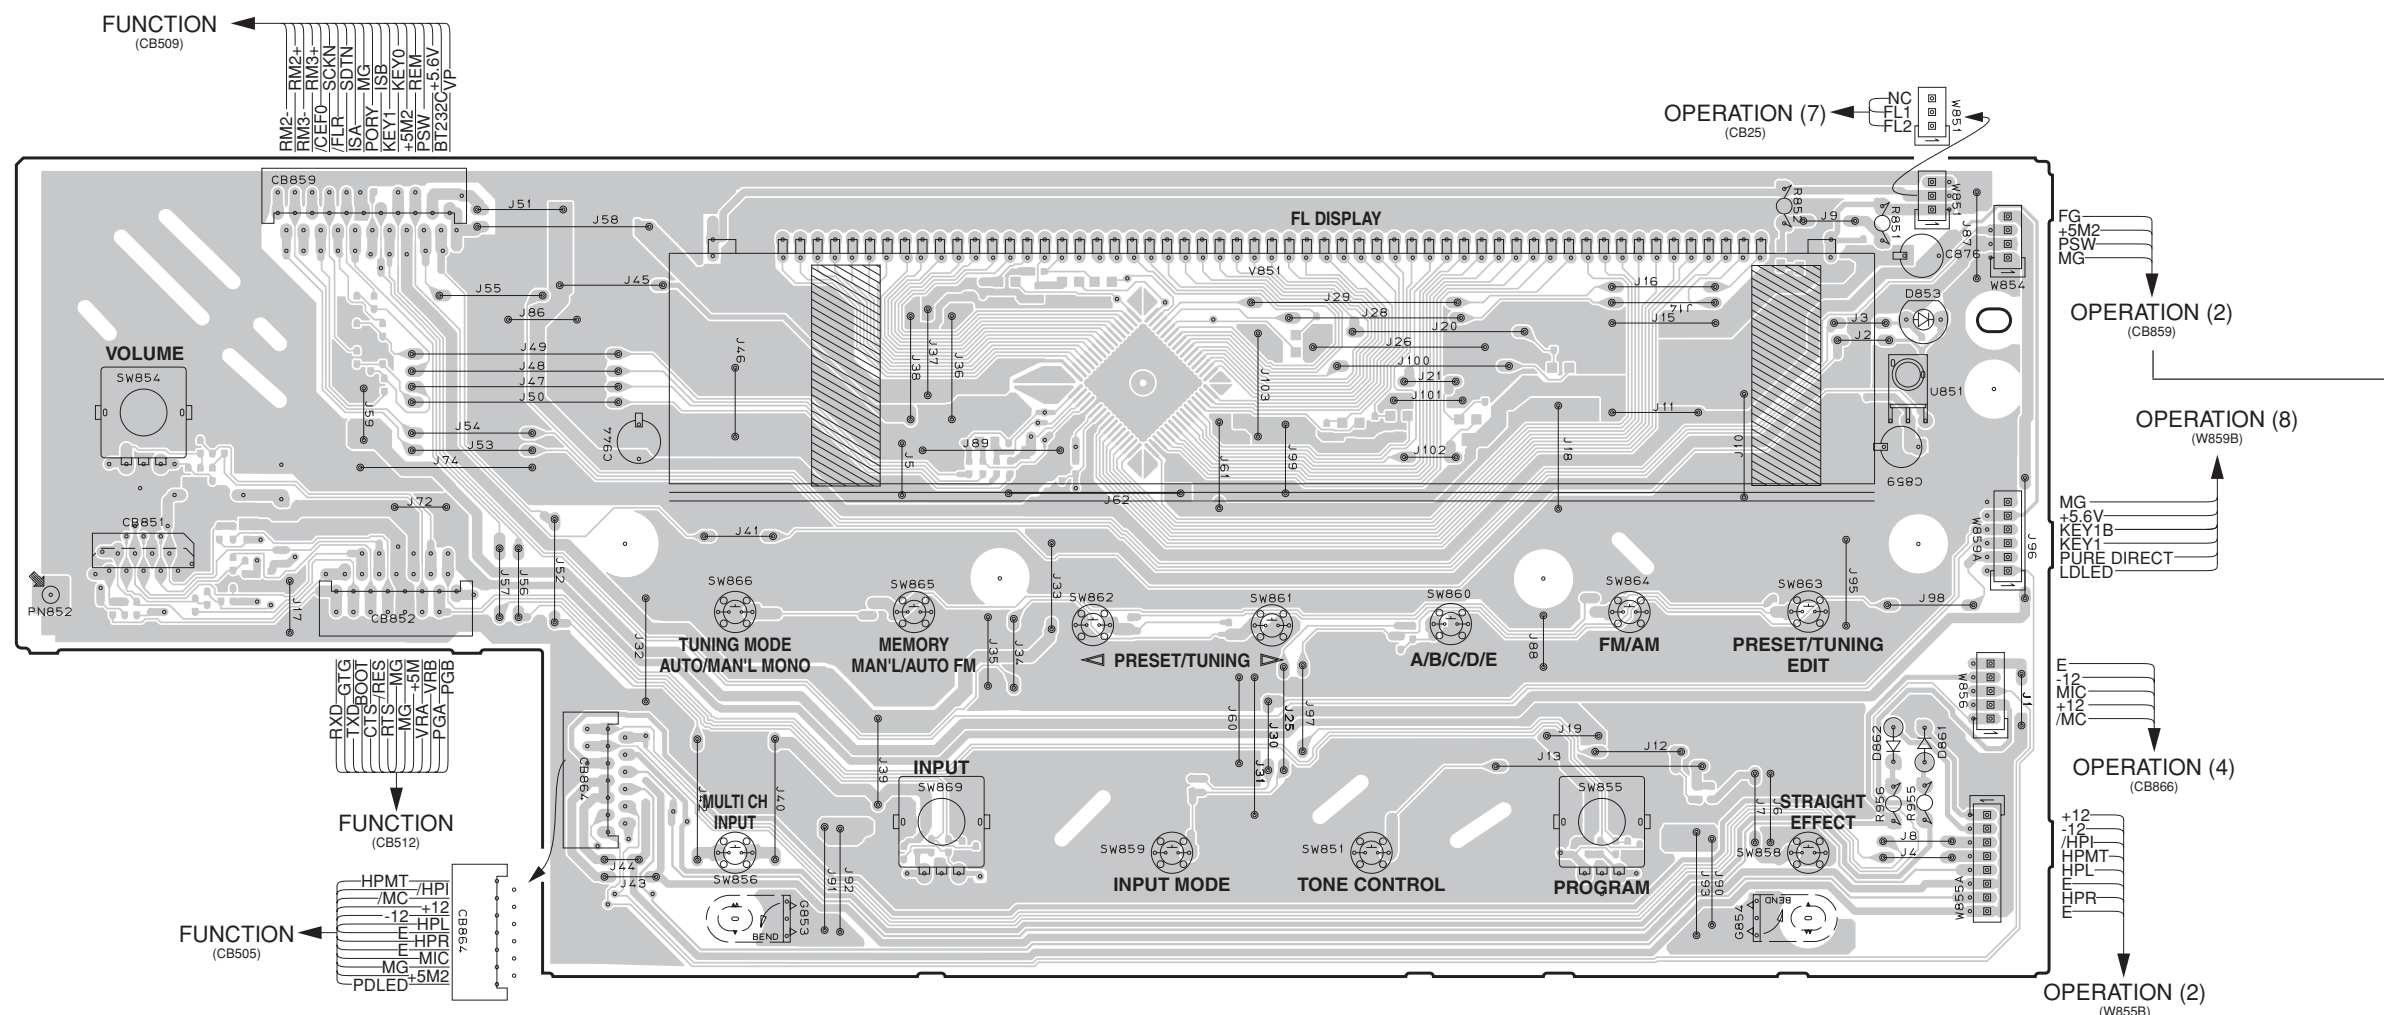 FUNCTION
(CB509)
RM2-
RM2+
RM3-
RM3+
/CEF0
SCKN
/FLR
SDTN
ISA
MG
PORY
ISB
KEY1
KEY0
+5M2
REM
PSW
+5.6V
BT232C
VP
OPERATION (7)
(CB25)
NC
FL1
FL2
W851
CB859
J51
J58
FL DISPLAY
R852
J9
R851
W851
J87
C876
W854
FG
+5M2
PSW
MG
OPERATION (2)
(CB859)
V851
J45
J55
J86
J29
J28
J20
J26
J16
J17
J15
D853
J3
J2
VOLUME
SW854
J49
J48
J47
J50
J59
J54
J53
J74
J46
J38
J37
J36
J103
J100
J21
J101
J102
J11
J10
J18
U851
C859
C944
J89
J5
J61
J99
J62
OPERATION (8)
(W859B)
MG
+5.6V
KEY1B
KEY1
PURE DIRECT
LDLED
W859A
J96
J72
CB851
J41
J52
J57
J56
J17
PN852
CB852
SW866
SW865
J33
SW862
SW861
SW860
SW864
SW863
J95
J98
TUNING MODE
AUTO/MAN'L MONO
MEMORY
MAN'L/AUTO FM
PRESET/TUNING
A/B/C/D/E
FM/AM
PRESET/TUNING
EDIT
J32
J35
J34
J88
W856
J1
E
-12
MIC
+12
/MC
OPERATION (4)
(CB866)
RXD
GTG
TXD
BOOT
CTS
/RES
RTS
MG
MG
+5M
VRA
VRB
PGA
PGB
FUNCTION
(CB512)
J60
J30
J25
J97
J31
J19
J12
J13
D862
D861
R956
R955
CB864
J42
J40
J39
INPUT
SW869
MULTI CH
INPUT
SW856
J44
J43
J91
J92
SW859
INPUT MODE
SW851
TONE CONTROL
SW855
PROGRAM
J7
J6
STRAIGHT
EFFECT
SW858
J8
J4
J93
J90
W855A
G853
BEND
G854
BEND
+12
-12
/HPI
HPMT
HPL
E
HPR
E
OPERATION (2)
(W855B)
FUNCTION
(CB505)
HPMT
/HPI
/MC
+12
-12
HPL
E
HPR
E
MIC
MG
+5M2
PDLED
CB864